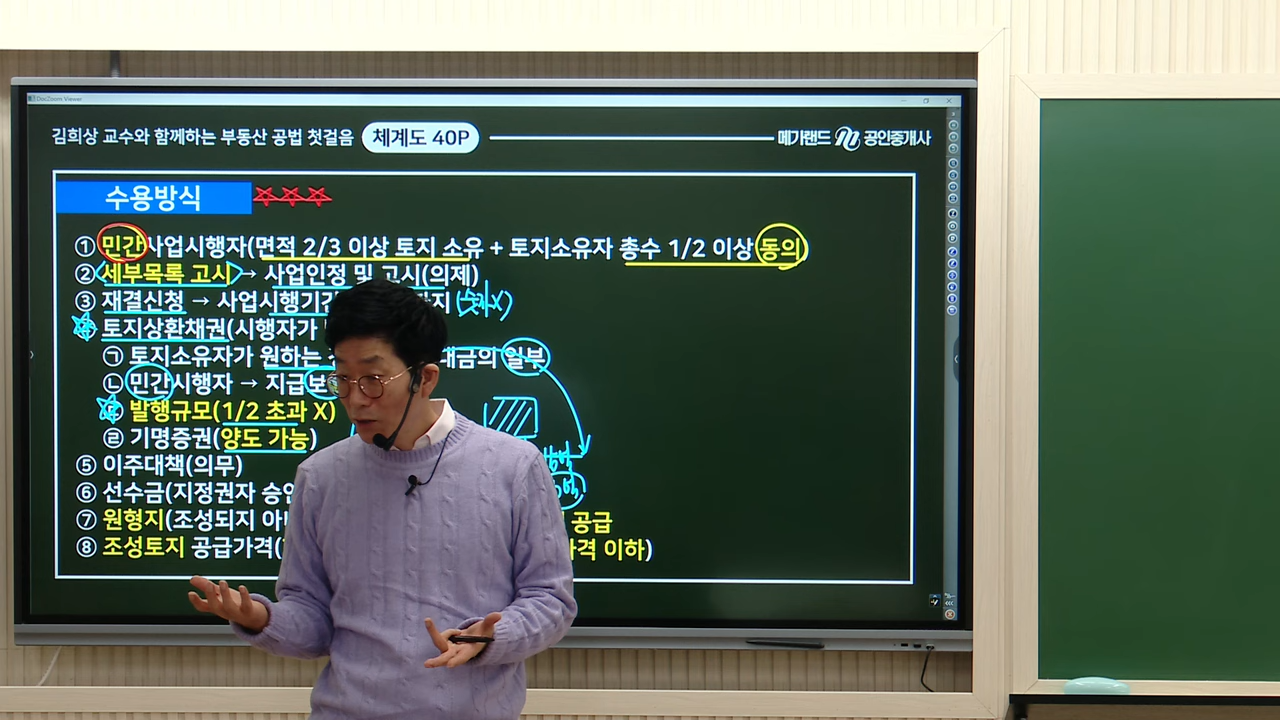 DocZoom Viewer
김희상 교수와 함께하는 부동산 공법 첫걸음 체계도 40P 메가랜드 공인중개사
수용방식
① 민간사업시행자(면적 2/3 이상 토지 소유 + 토지소유자 총수 1/2 이상 동의)
② 세부목록 고시 → 사업인정 및 고시(의제)
③ 재결신청 → 사업시행기간
④ 토지상환채권(시행자가
㉠ 토지소유자가 원하는 대금의 일부
㉡ 민간시행자 → 지급보
㉢ 발행규모(1/2 초과 X)
㉣ 기명증권(양도 가능)
⑤ 이주대책(의무)
⑥ 선수금(지정권자 승인
⑦ 원형지(조성되지 아 공급
⑧ 조성토지 공급가격( 가격 이하)